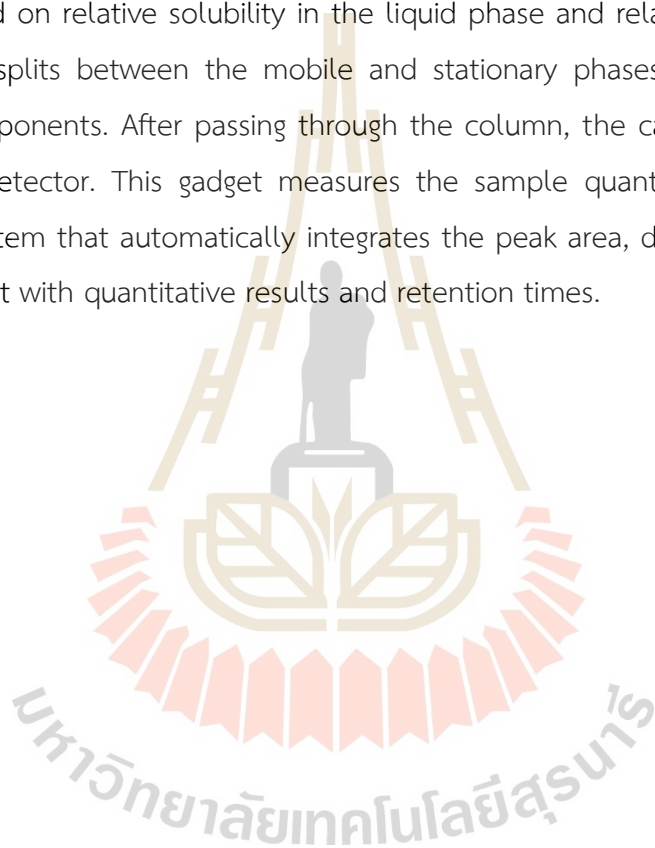 on relative solubility in the liquid phase and
splits between the mobile and stationary phases
ponents. After passing through the column, the
etector. This gadget measures the sample
tem that automatically integrates the peak area,
t with quantitative results and retention times.
มหาวิทยาลัยเทคโนโลยีสุรนารี